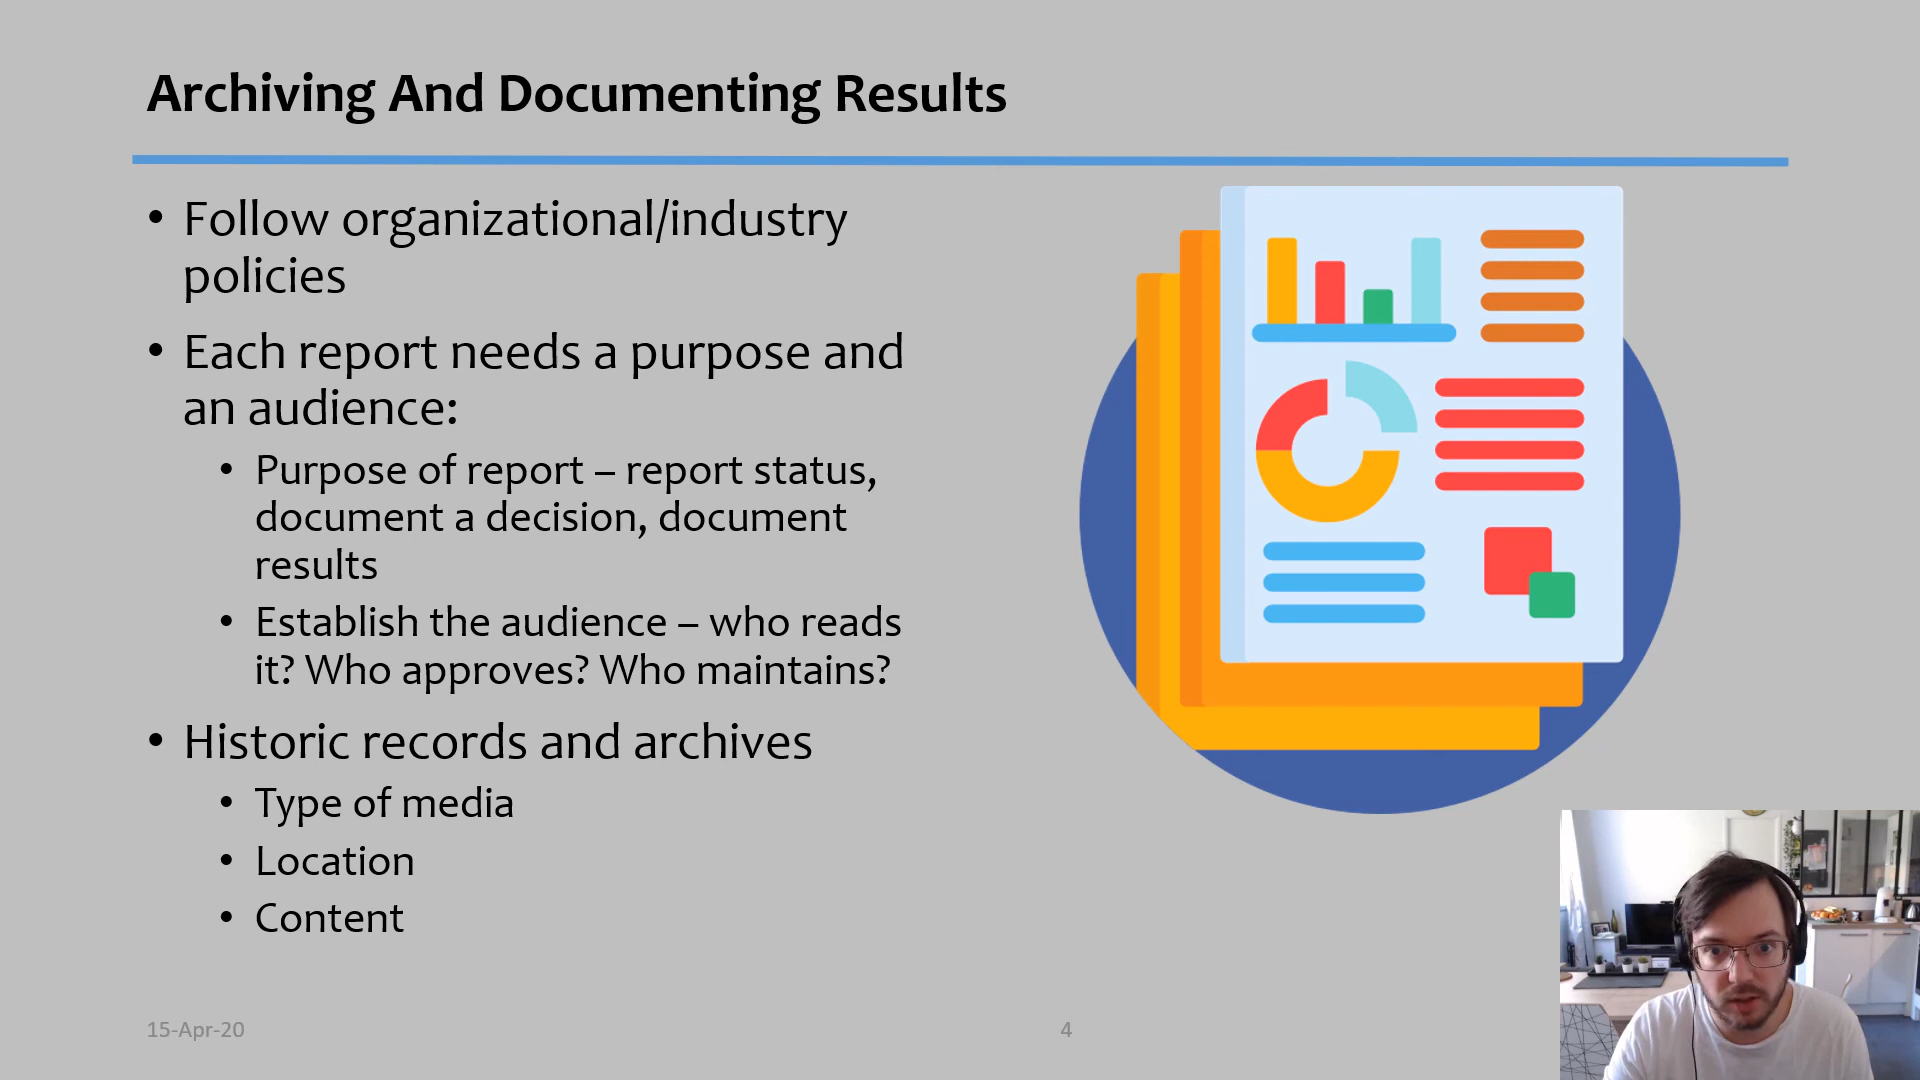 Archiving And Documenting Results
• Follow organizational/industry
policies
• Each report needs a purpose and
an audience:
• Purpose of report – report status,
document a decision, document
results
• Establish the audience – who reads
it? Who approves? Who maintains?
• Historic records and archives
• Type of media
• Location
• Content
15-Apr-20
4